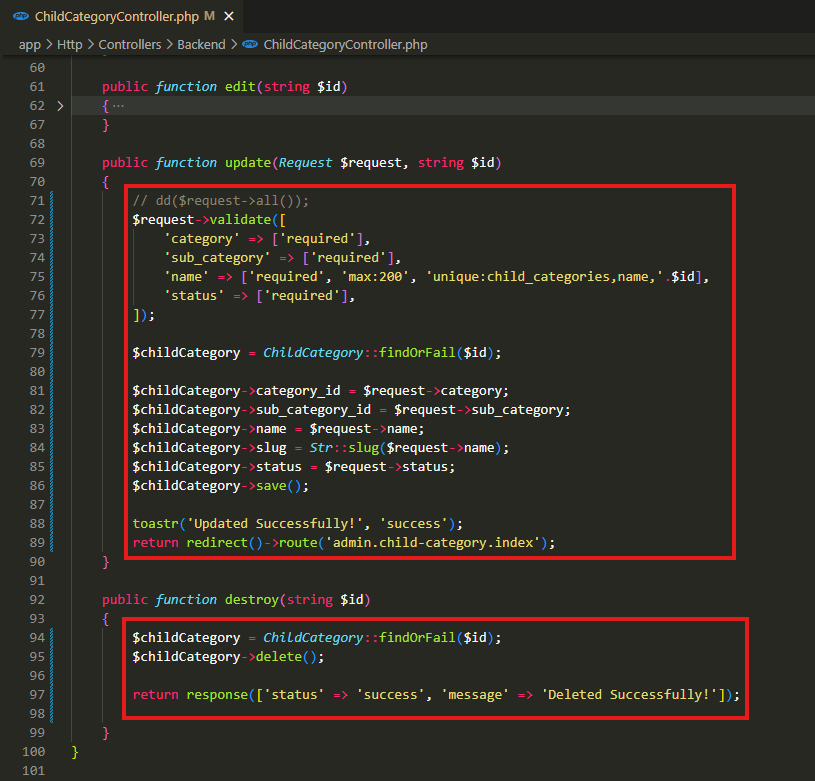 ChildCategoryController.php M ×
app > Http > Controllers > Backend > ChildCategoryController.php
60
61 public function edit(string $id)
62 > { ···
67 }
68
69 public function update(Request $request, string $id)
70 {
71 // dd($request->all());
72 $request->validate([
73 'category' => ['required'],
74 'sub_category' => ['required'],
75 'name' => ['required', 'max:200', 'unique:child_categories,name,'.$id],
76 'status' => ['required'],
77 ]);
78
79 $childCategory = ChildCategory::findOrFail($id);
80
81 $childCategory->category_id = $request->category;
82 $childCategory->sub_category_id = $request->sub_category;
83 $childCategory->name = $request->name;
84 $childCategory->slug = Str::slug($request->name);
85 $childCategory->status = $request->status;
86 $childCategory->save();
87
88 toastr('Updated Successfully!', 'success');
89 return redirect()->route('admin.child-category.index');
90 }
91
92 public function destroy(string $id)
93 {
94 $childCategory = ChildCategory::findOrFail($id);
95 $childCategory->delete();
96
97 return response(['status' => 'success', 'message' => 'Deleted Successfully!']);
98
99 }
100 }
101